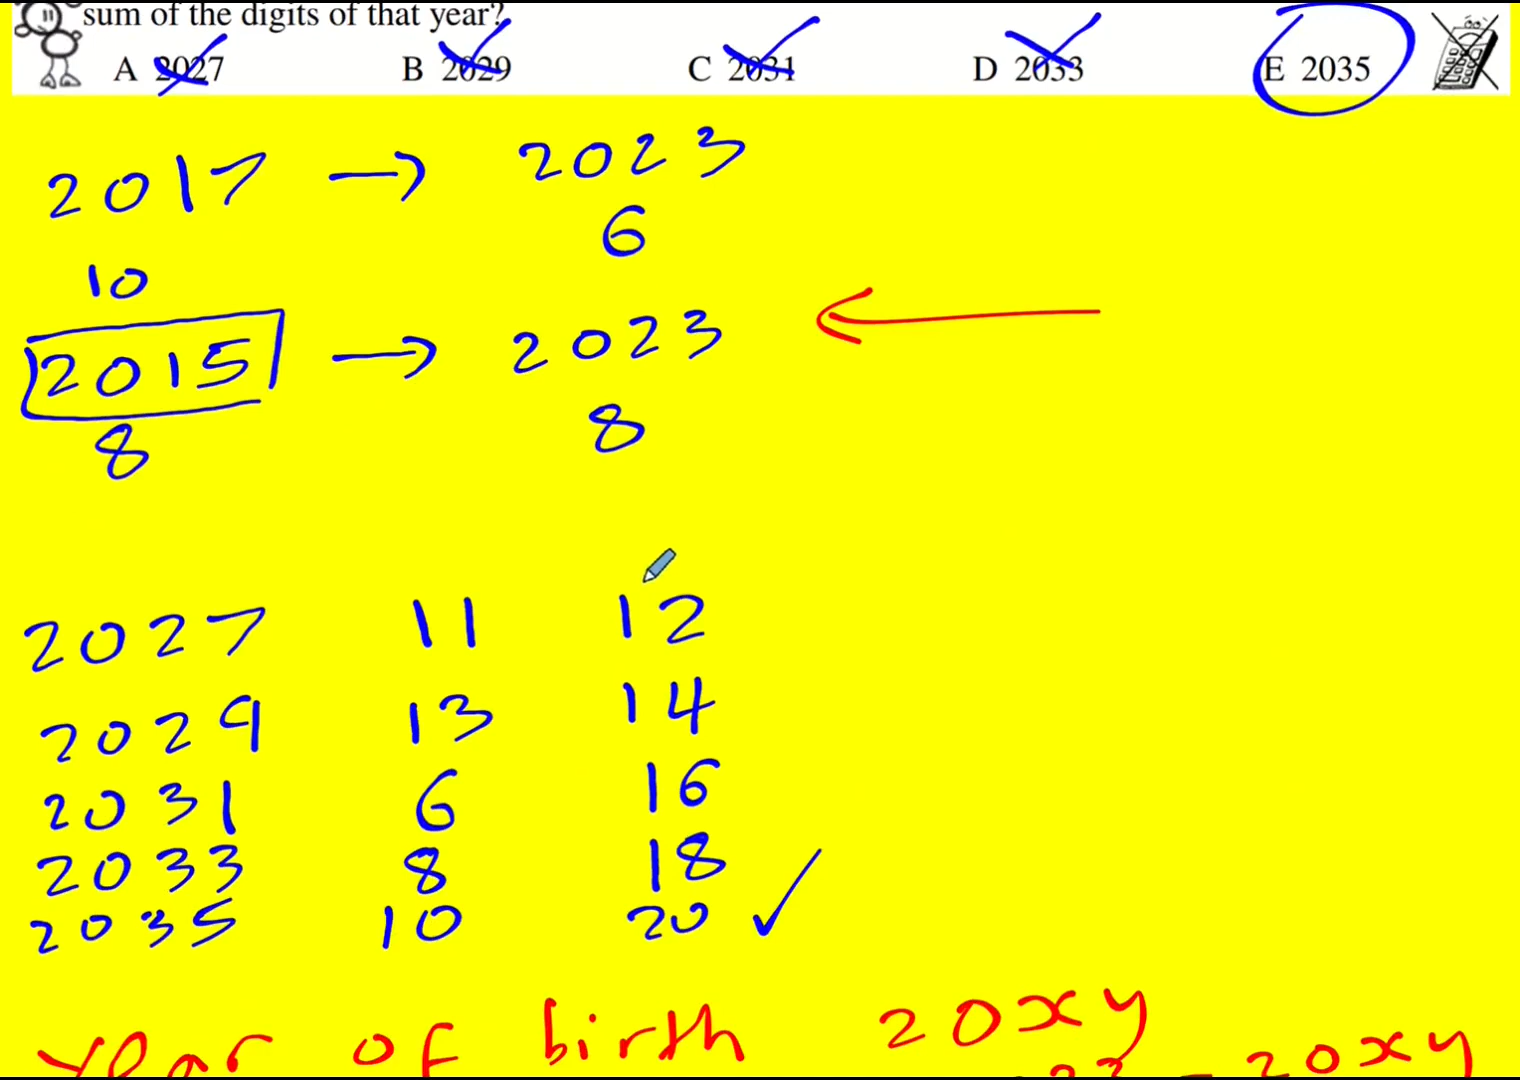 sum of the digits of that year?
A 2027 B 2029 C 2031 D 2033 E 2035
2017 → 2023
6
10
2015 → 2023
8 8
2027 11 12
2029 13 14
2031 6 16
2033 8 18
2035 10 20 ✓
year of birth 20xy
- 20xy